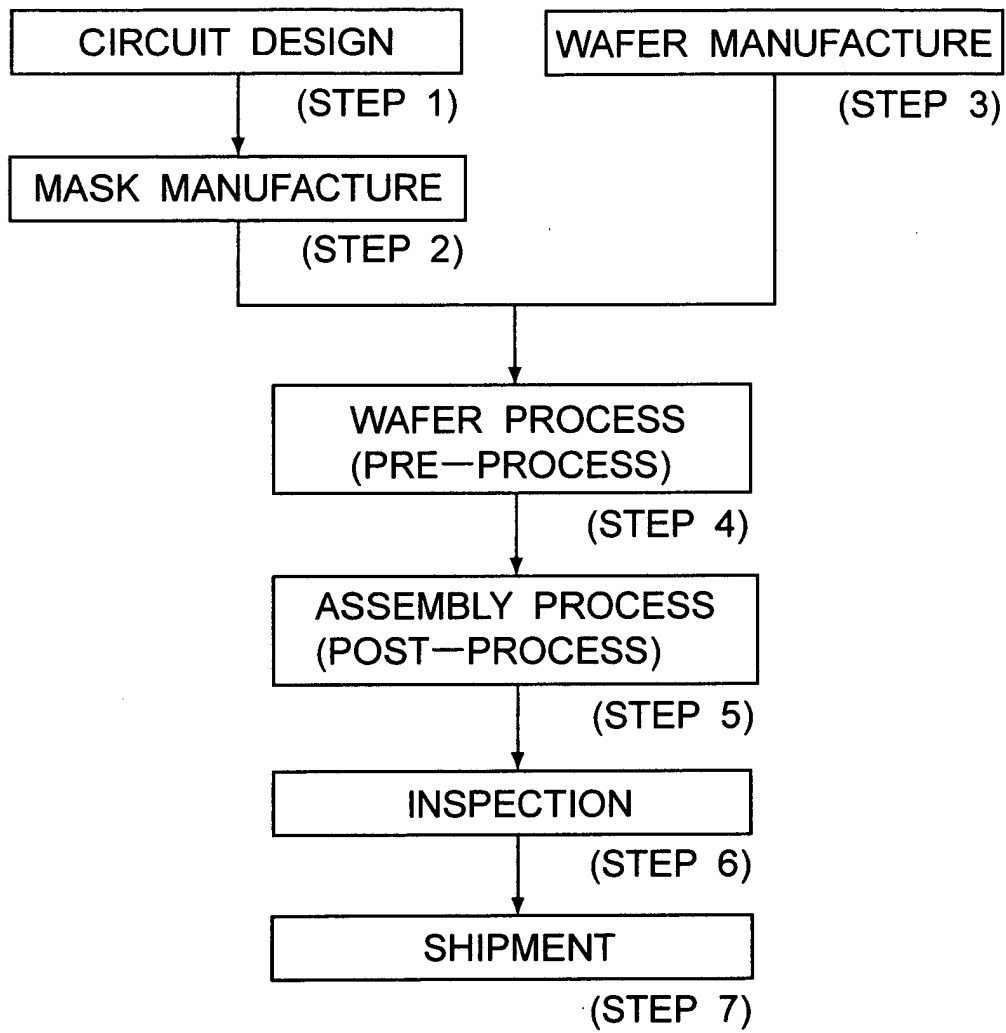 CIRCUIT DESIGN
(STEP 1)
WAFER MANUFACTURE
(STEP 3)
MASK MANUFACTURE
(STEP 2)
WAFER PROCESS
(PRE—PROCESS)
(STEP 4)
ASSEMBLY PROCESS
(POST—PROCESS)
(STEP 5)
INSPECTION
(STEP 6)
SHIPMENT
(STEP 7)